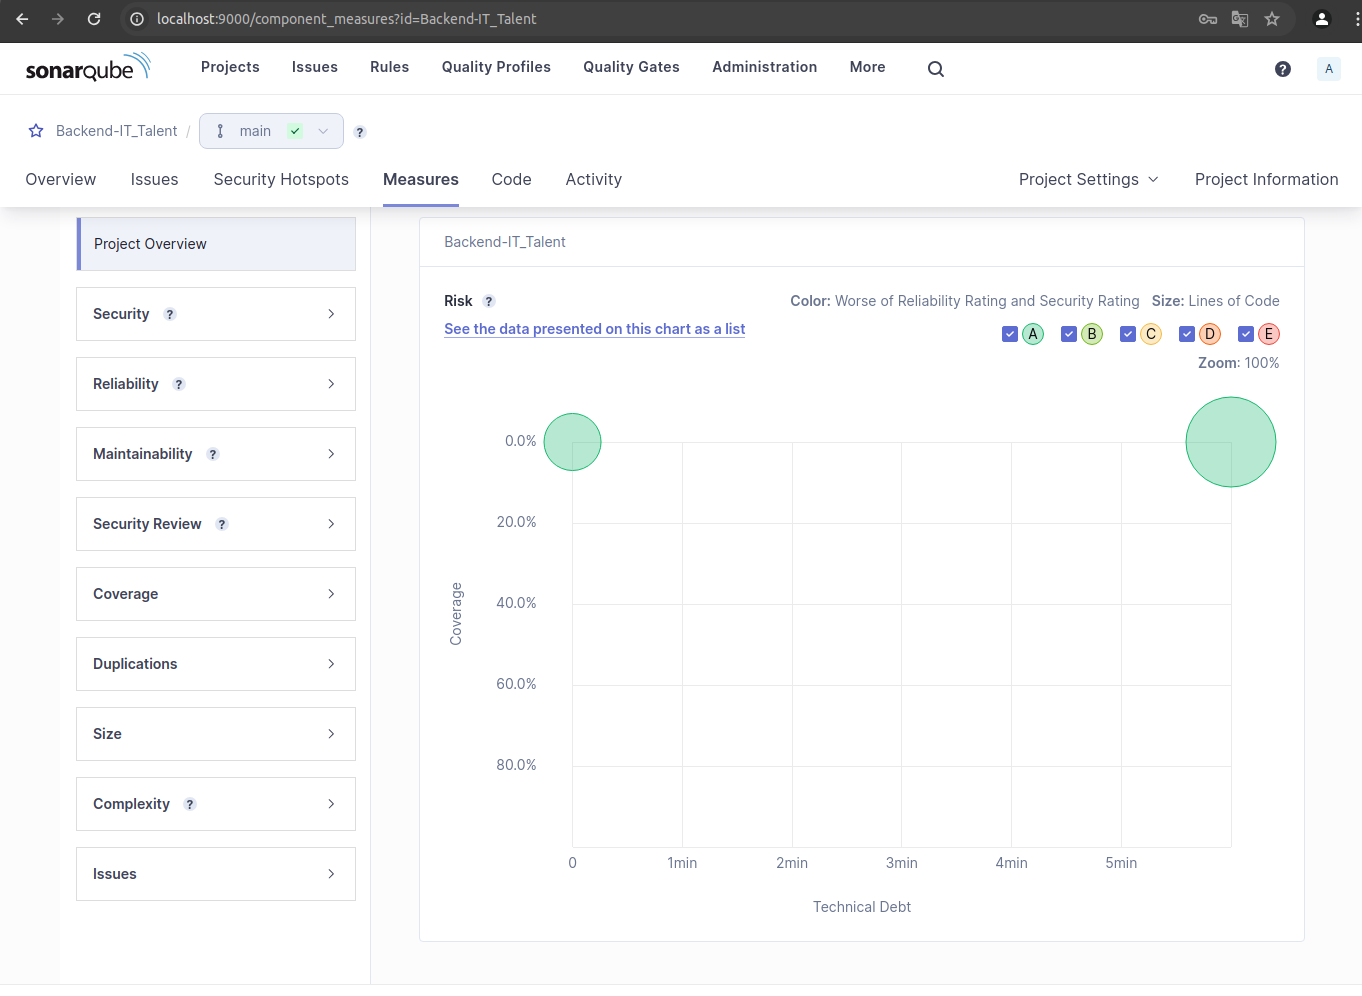 localhost:9000/component_measures?id=Backend-IT_Talent
sonarqube Projects Issues Rules Quality Profiles Quality Gates Administration More ? A
Backend-IT_Talent / main ?
Overview Issues Security Hotspots Measures Code Activity Project Settings Project Information
Project Overview
Security ?
Reliability ?
Maintainability ?
Security Review ?
Coverage
Duplications
Size
Complexity ?
Issues
Backend-IT_Talent
Risk ? Color: Worse of Reliability Rating and Security Rating Size: Lines of Code
See the data presented on this chart as a list
A B C D E
Zoom: 100%
0.0%
20.0%
40.0%
60.0%
80.0%
Coverage
0 1min 2min 3min 4min 5min
Technical Debt